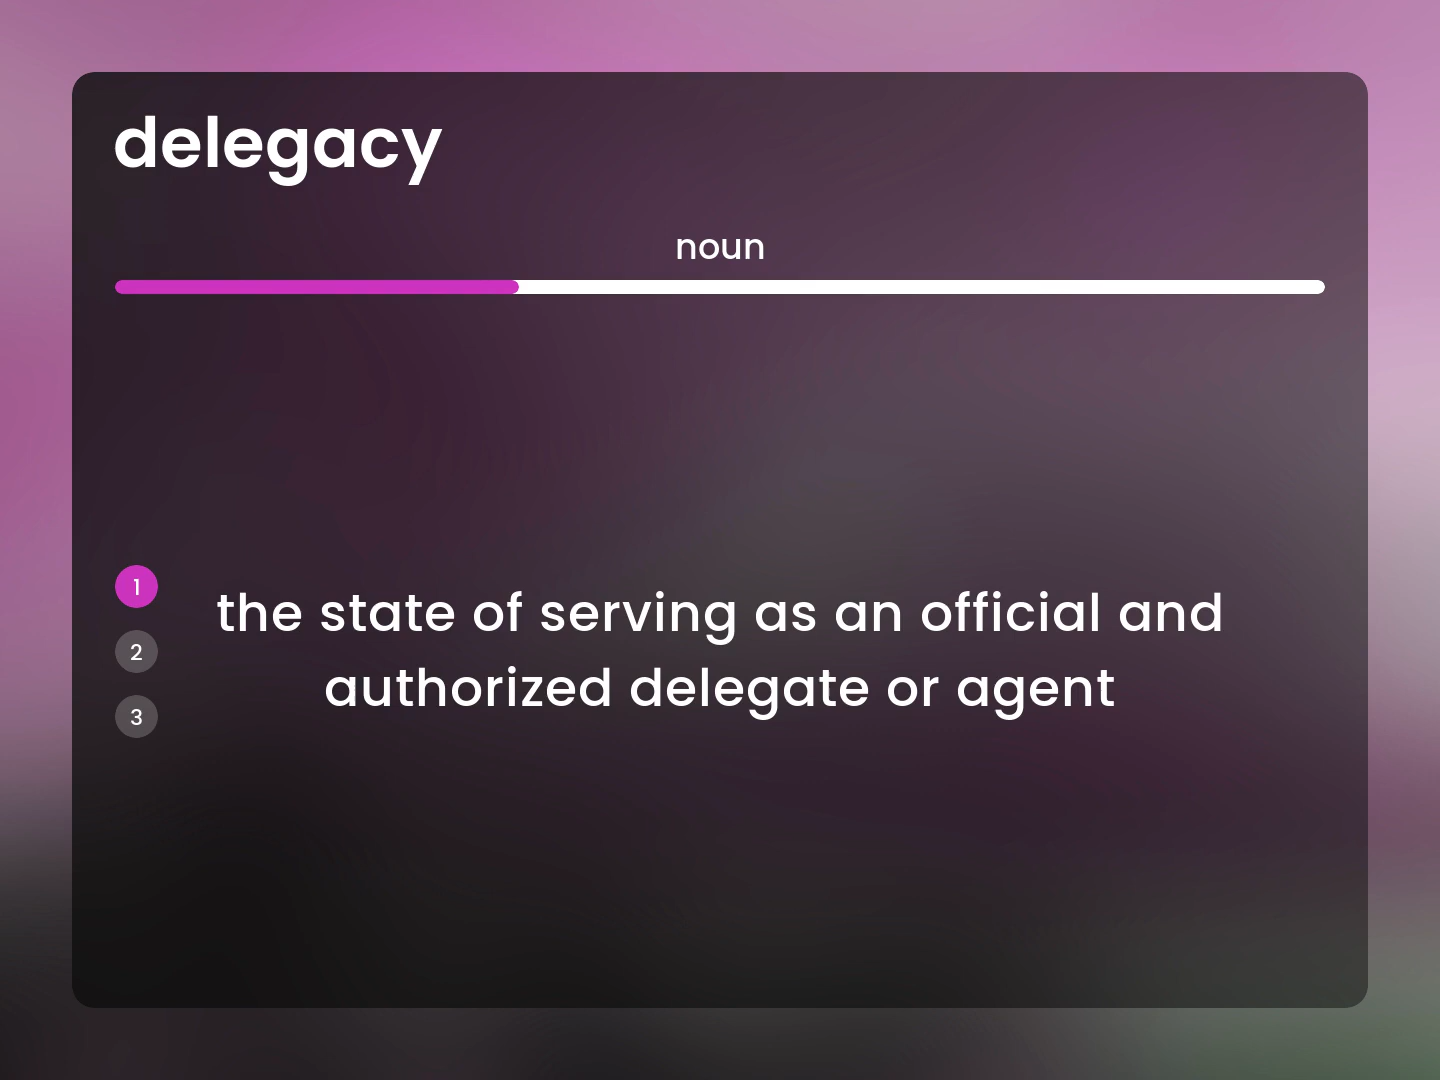 delegacy
noun
1
2
3
the state of serving as an official and
authorized delegate or agent